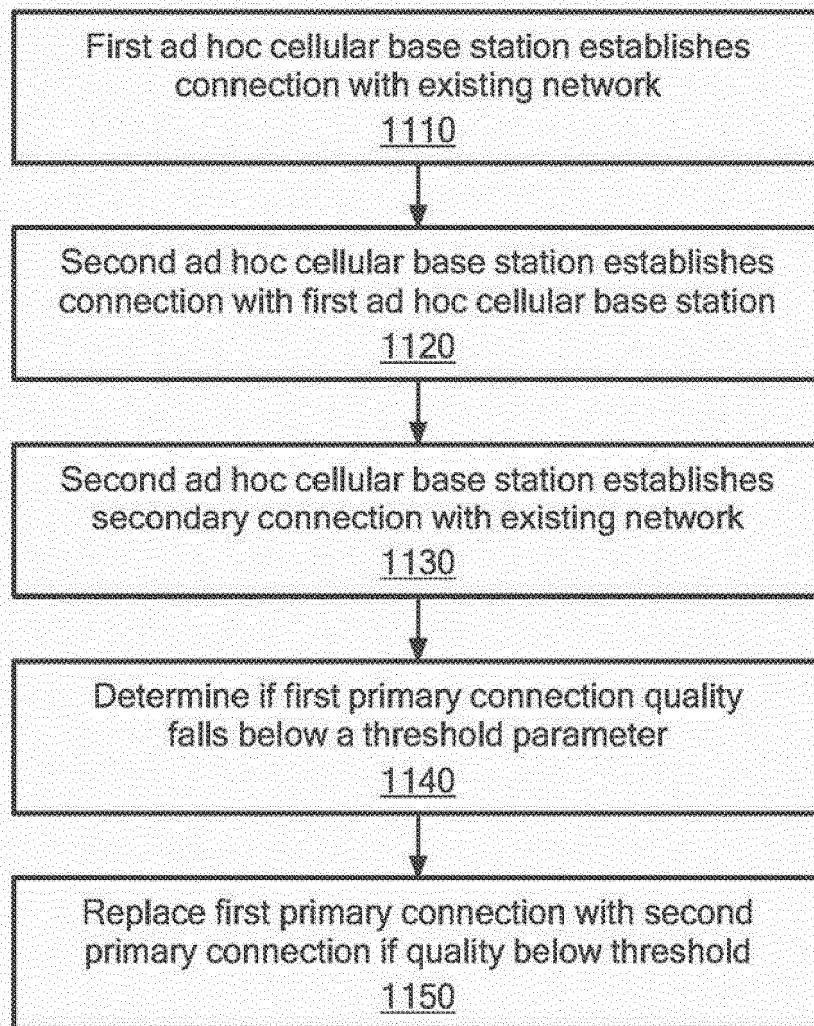 First ad hoc cellular base station establishes
connection with existing network
1110
Second ad hoc cellular base station establishes
connection with first ad hoc cellular base station
1120
Second ad hoc cellular base station establishes
secondary connection with existing network
1130
Determine if first primary connection quality
falls below a threshold parameter
1140
Replace first primary connection with second
primary connection if quality below threshold
1150